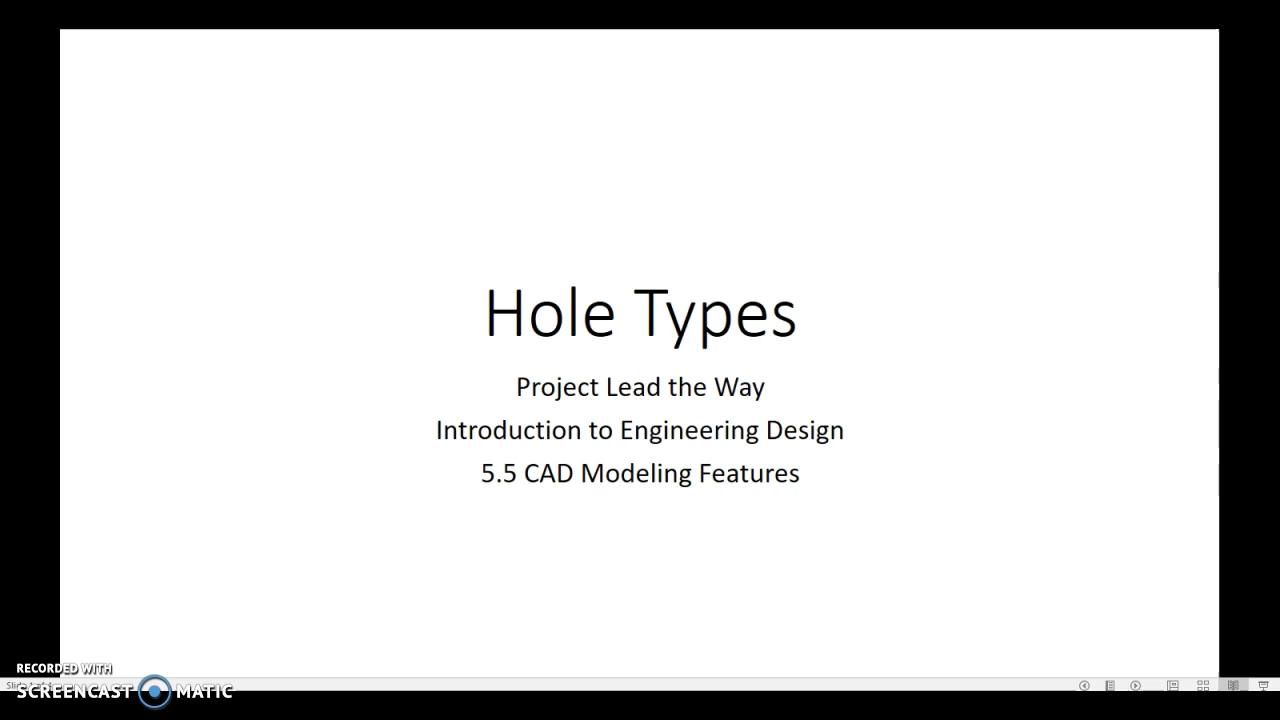 Hole Types
Project Lead the Way
Introduction to Engineering Design
5.5 CAD Modeling Features
RECORDED WITH
SCREENCAST MATIC